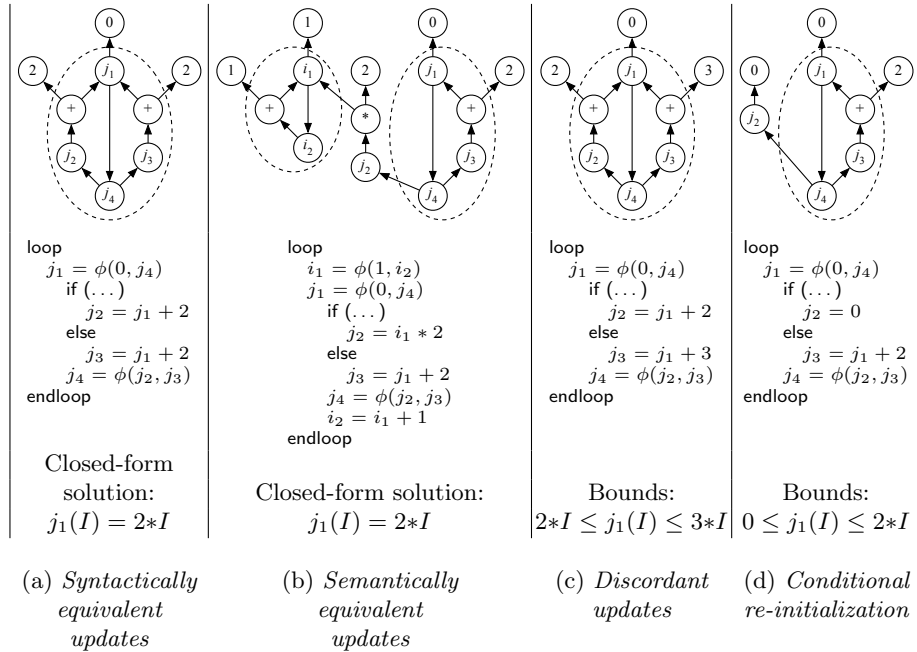 0
2
j₁
2
+
+
j₂
j₃
j₄
loop
j₁ = ϕ(0, j₄)
if (...)
j₂ = j₁ + 2
else
j₃ = j₁ + 2
j₄ = ϕ(j₂, j₃)
endloop
Closed-form
solution:
j₁(I) = 2∗I
(a) Syntactically
equivalent
updates
1
0
1
i₁
2
j₁
2
+
*
+
i₂
j₂
j₃
j₄
loop
i₁ = ϕ(1, i₂)
j₁ = ϕ(0, j₄)
if (...)
j₂ = i₁ ∗ 2
else
j₃ = j₁ + 2
j₄ = ϕ(j₂, j₃)
i₂ = i₁ + 1
endloop
Closed-form solution:
j₁(I) = 2∗I
(b) Semantically
equivalent
updates
0
2
j₁
3
+
+
j₂
j₃
j₄
loop
j₁ = ϕ(0, j₄)
if (...)
j₂ = j₁ + 2
else
j₃ = j₁ + 3
j₄ = ϕ(j₂, j₃)
endloop
Bounds:
2∗I ≤ j₁(I) ≤ 3∗I
(c) Discordant
updates
0
0
j₁
2
j₂
+
j₃
j₄
loop
j₁ = ϕ(0, j₄)
if (...)
j₂ = 0
else
j₃ = j₁ + 2
j₄ = ϕ(j₂, j₃)
endloop
Bounds:
0 ≤ j₁(I) ≤ 2∗I
(d) Conditional
re-initialization